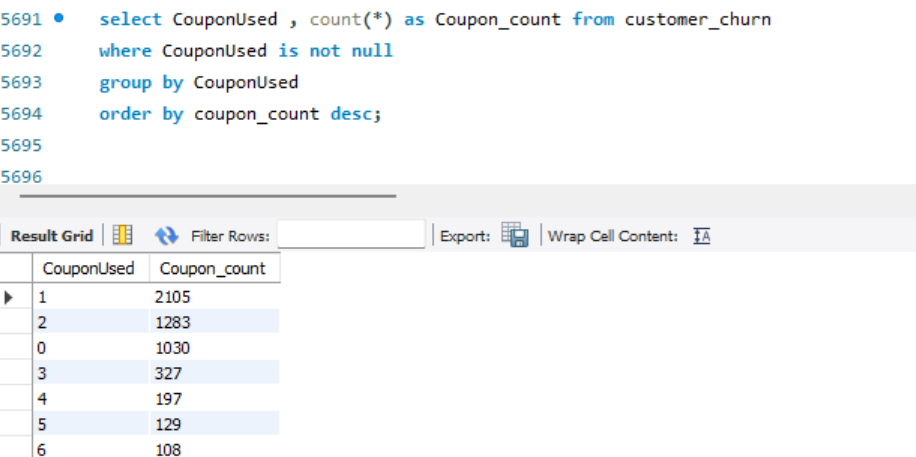 5691 select CouponUsed , count(*) as Coupon_count from customer_churn
5692 where CouponUsed is not null
5693 group by CouponUsed
5694 order by coupon_count desc;
5695
5696
Result Grid Filter Rows: Export: Wrap Cell Content: IA
CouponUsed Coupon_count
1 2105
2 1283
0 1030
3 327
4 197
5 129
6 108